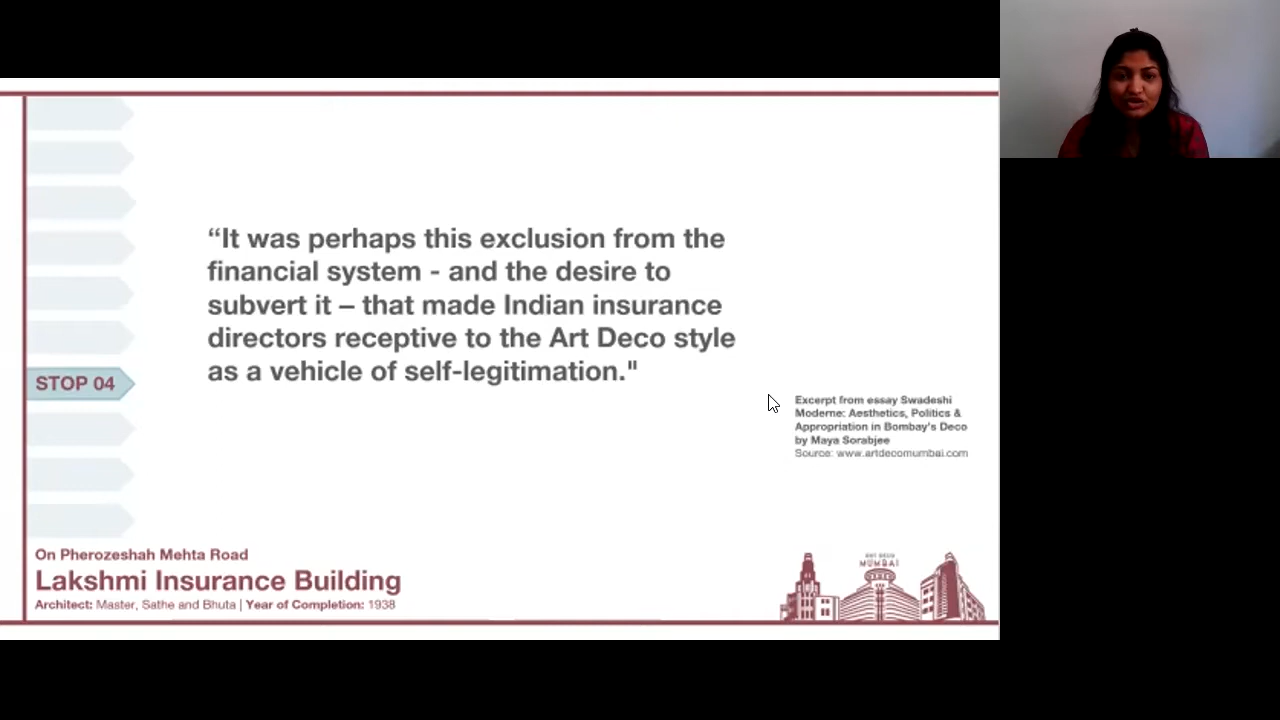 “It was perhaps this exclusion from the
financial system - and the desire to
subvert it – that made Indian insurance
directors receptive to the Art Deco style
as a vehicle of self-legitimation."
Excerpt from essay Swadeshi
Moderne: Aesthetics, Politics &
Appropriation in Bombay's Deco
by Maya Sorabjee
Source: www.artdecomumbai.com
STOP 04
On Pherozeshah Mehta Road
Lakshmi Insurance Building
Architect: Master, Sathe and Bhuta | Year of Completion: 1938
ART DECO
MUMBAI